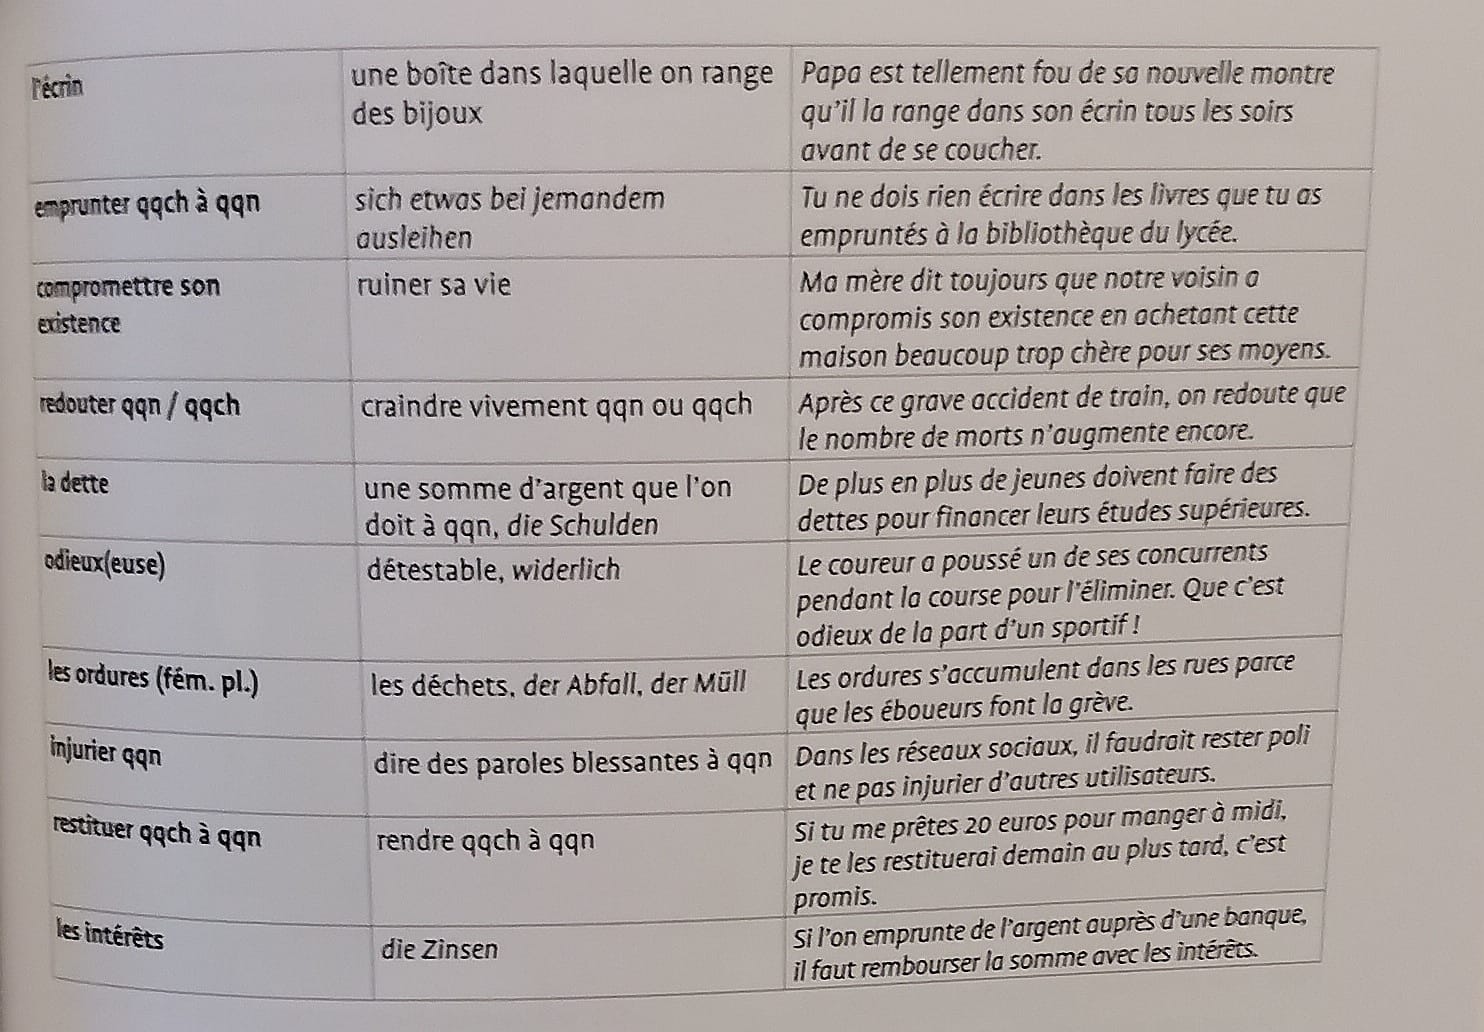 l'écrin
une boîte dans laquelle on range
des bijoux
Papa est tellement fou de sa nouvelle montre
qu'il la range dans son écrin tous les soirs
avant de se coucher.
emprunter qqch à qqn
sich etwas bei jemandem
ausleihen
Tu ne dois rien écrire dans les livres que tu as
empruntés à la bibliothèque du lycée.
compromettre son
existence
ruiner sa vie
Ma mère dit toujours que notre voisin a
compromis son existence en achetant cette
maison beaucoup trop chère pour ses moyens.
redouter qqn / qqch
craindre vivement qqn ou qqch
Après ce grave accident de train, on redoute que
le nombre de morts n'augmente encore.
la dette
une somme d'argent que l'on
doit à qqn, die Schulden
De plus en plus de jeunes doivent faire des
dettes pour financer leurs études supérieures.
odieux(euse)
détestable, widerlich
Le coureur a poussé un de ses concurrents
pendant la course pour l'éliminer. Que c'est
odieux de la part d'un sportif !
les ordures (fém. pl.)
les déchets, der Abfall, der Müll
Les ordures s'accumulent dans les rues parce
que les éboueurs font la grève.
injurier qqn
dire des paroles blessantes à qqn
Dans les réseaux sociaux, il faudrait rester poli
et ne pas injurier d'autres utilisateurs.
restituer qqch à qqn
rendre qqch à qqn
Si tu me prêtes 20 euros pour manger à midi,
je te les restituerai demain au plus tard, c'est
promis.
les intérêts
die Zinsen
Si l'on emprunte de l'argent auprès d'une banque,
il faut rembourser la somme avec les intérêts.